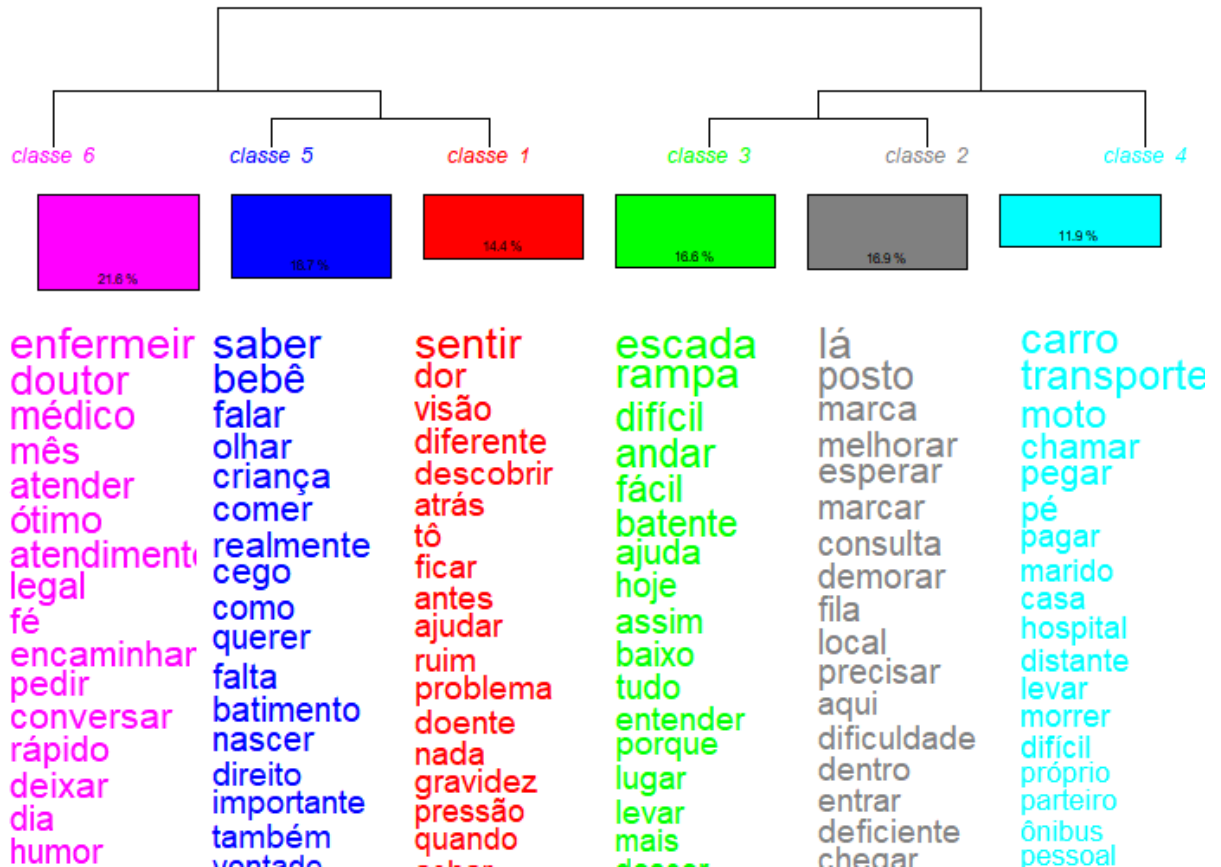 classe 6
classe 5
classe 1
classe 3
classe 2
classe 4
21.6 %
18.7 %
14.4 %
16.6 %
16.9 %
11.9 %
enfermeir
doutor
médico
mês
atender
ótimo
atendiment
legal
fé
encaminhar
pedir
conversar
rápido
deixar
dia
humor
saber
bebê
falar
olhar
criança
comer
realmente
cego
como
querer
falta
batimento
nascer
direito
importante
também
vontade
sentir
dor
visão
diferente
descobrir
atrás
tô
ficar
antes
ajudar
ruim
problema
doente
nada
gravidez
pressão
quando
achar
escada
rampa
difícil
andar
fácil
batente
ajuda
hoje
assim
baixo
tudo
entender
porque
lugar
levar
mais
descer
lá
posto
marca
melhorar
esperar
marcar
consulta
demorar
fila
local
precisar
aqui
dificuldade
dentro
entrar
deficiente
chegar
carro
transporte
moto
chamar
pegar
pé
pagar
marido
casa
hospital
distante
levar
morrer
difícil
próprio
parteiro
ônibus
pessoal